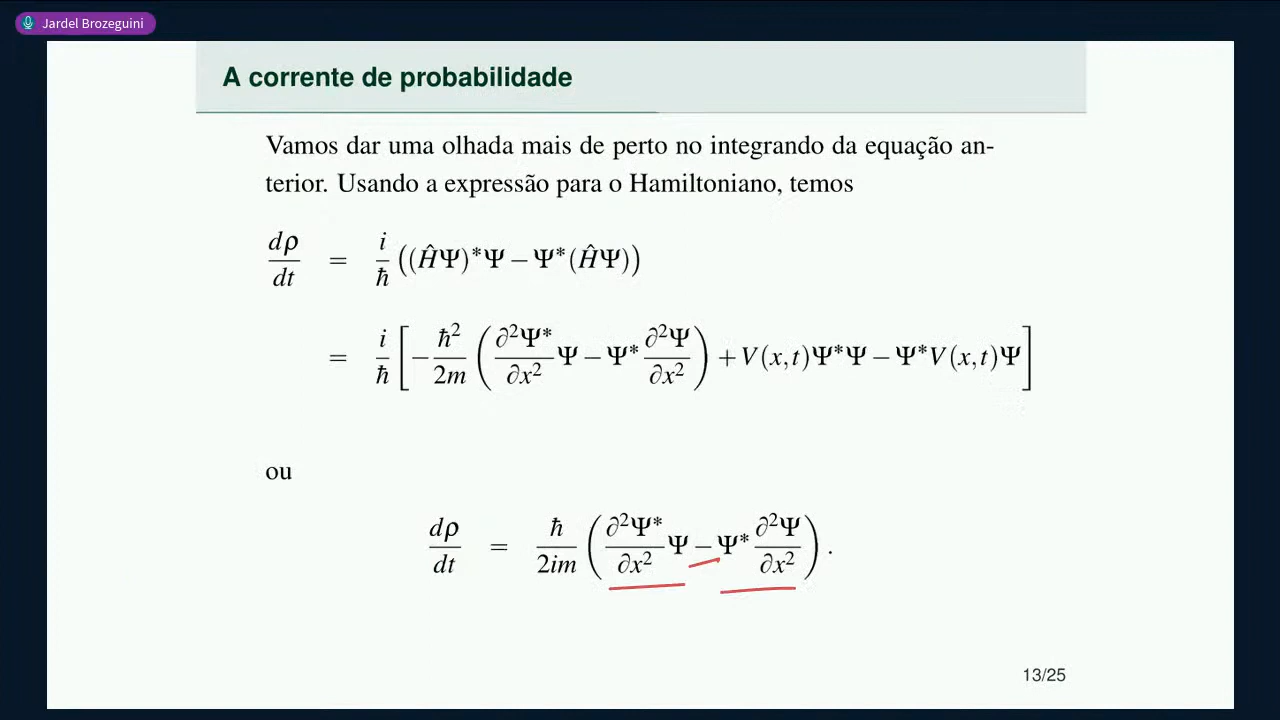 Jardel Brozeguini
A corrente de probabilidade
Vamos dar uma olhada mais de perto no integrando da equação an-
terior. Usando a expressão para o Hamiltoniano, temos
dρ/dt = i/ħ ((ĤΨ)*Ψ − Ψ*(ĤΨ))
= i/ħ [−ħ²/2m (∂²Ψ*/∂x² Ψ − Ψ* ∂²Ψ/∂x²) + V(x,t)Ψ*Ψ − Ψ*V(x,t)Ψ]
ou
dρ/dt = ħ/2im (∂²Ψ*/∂x² Ψ − Ψ* ∂²Ψ/∂x²).
13/25